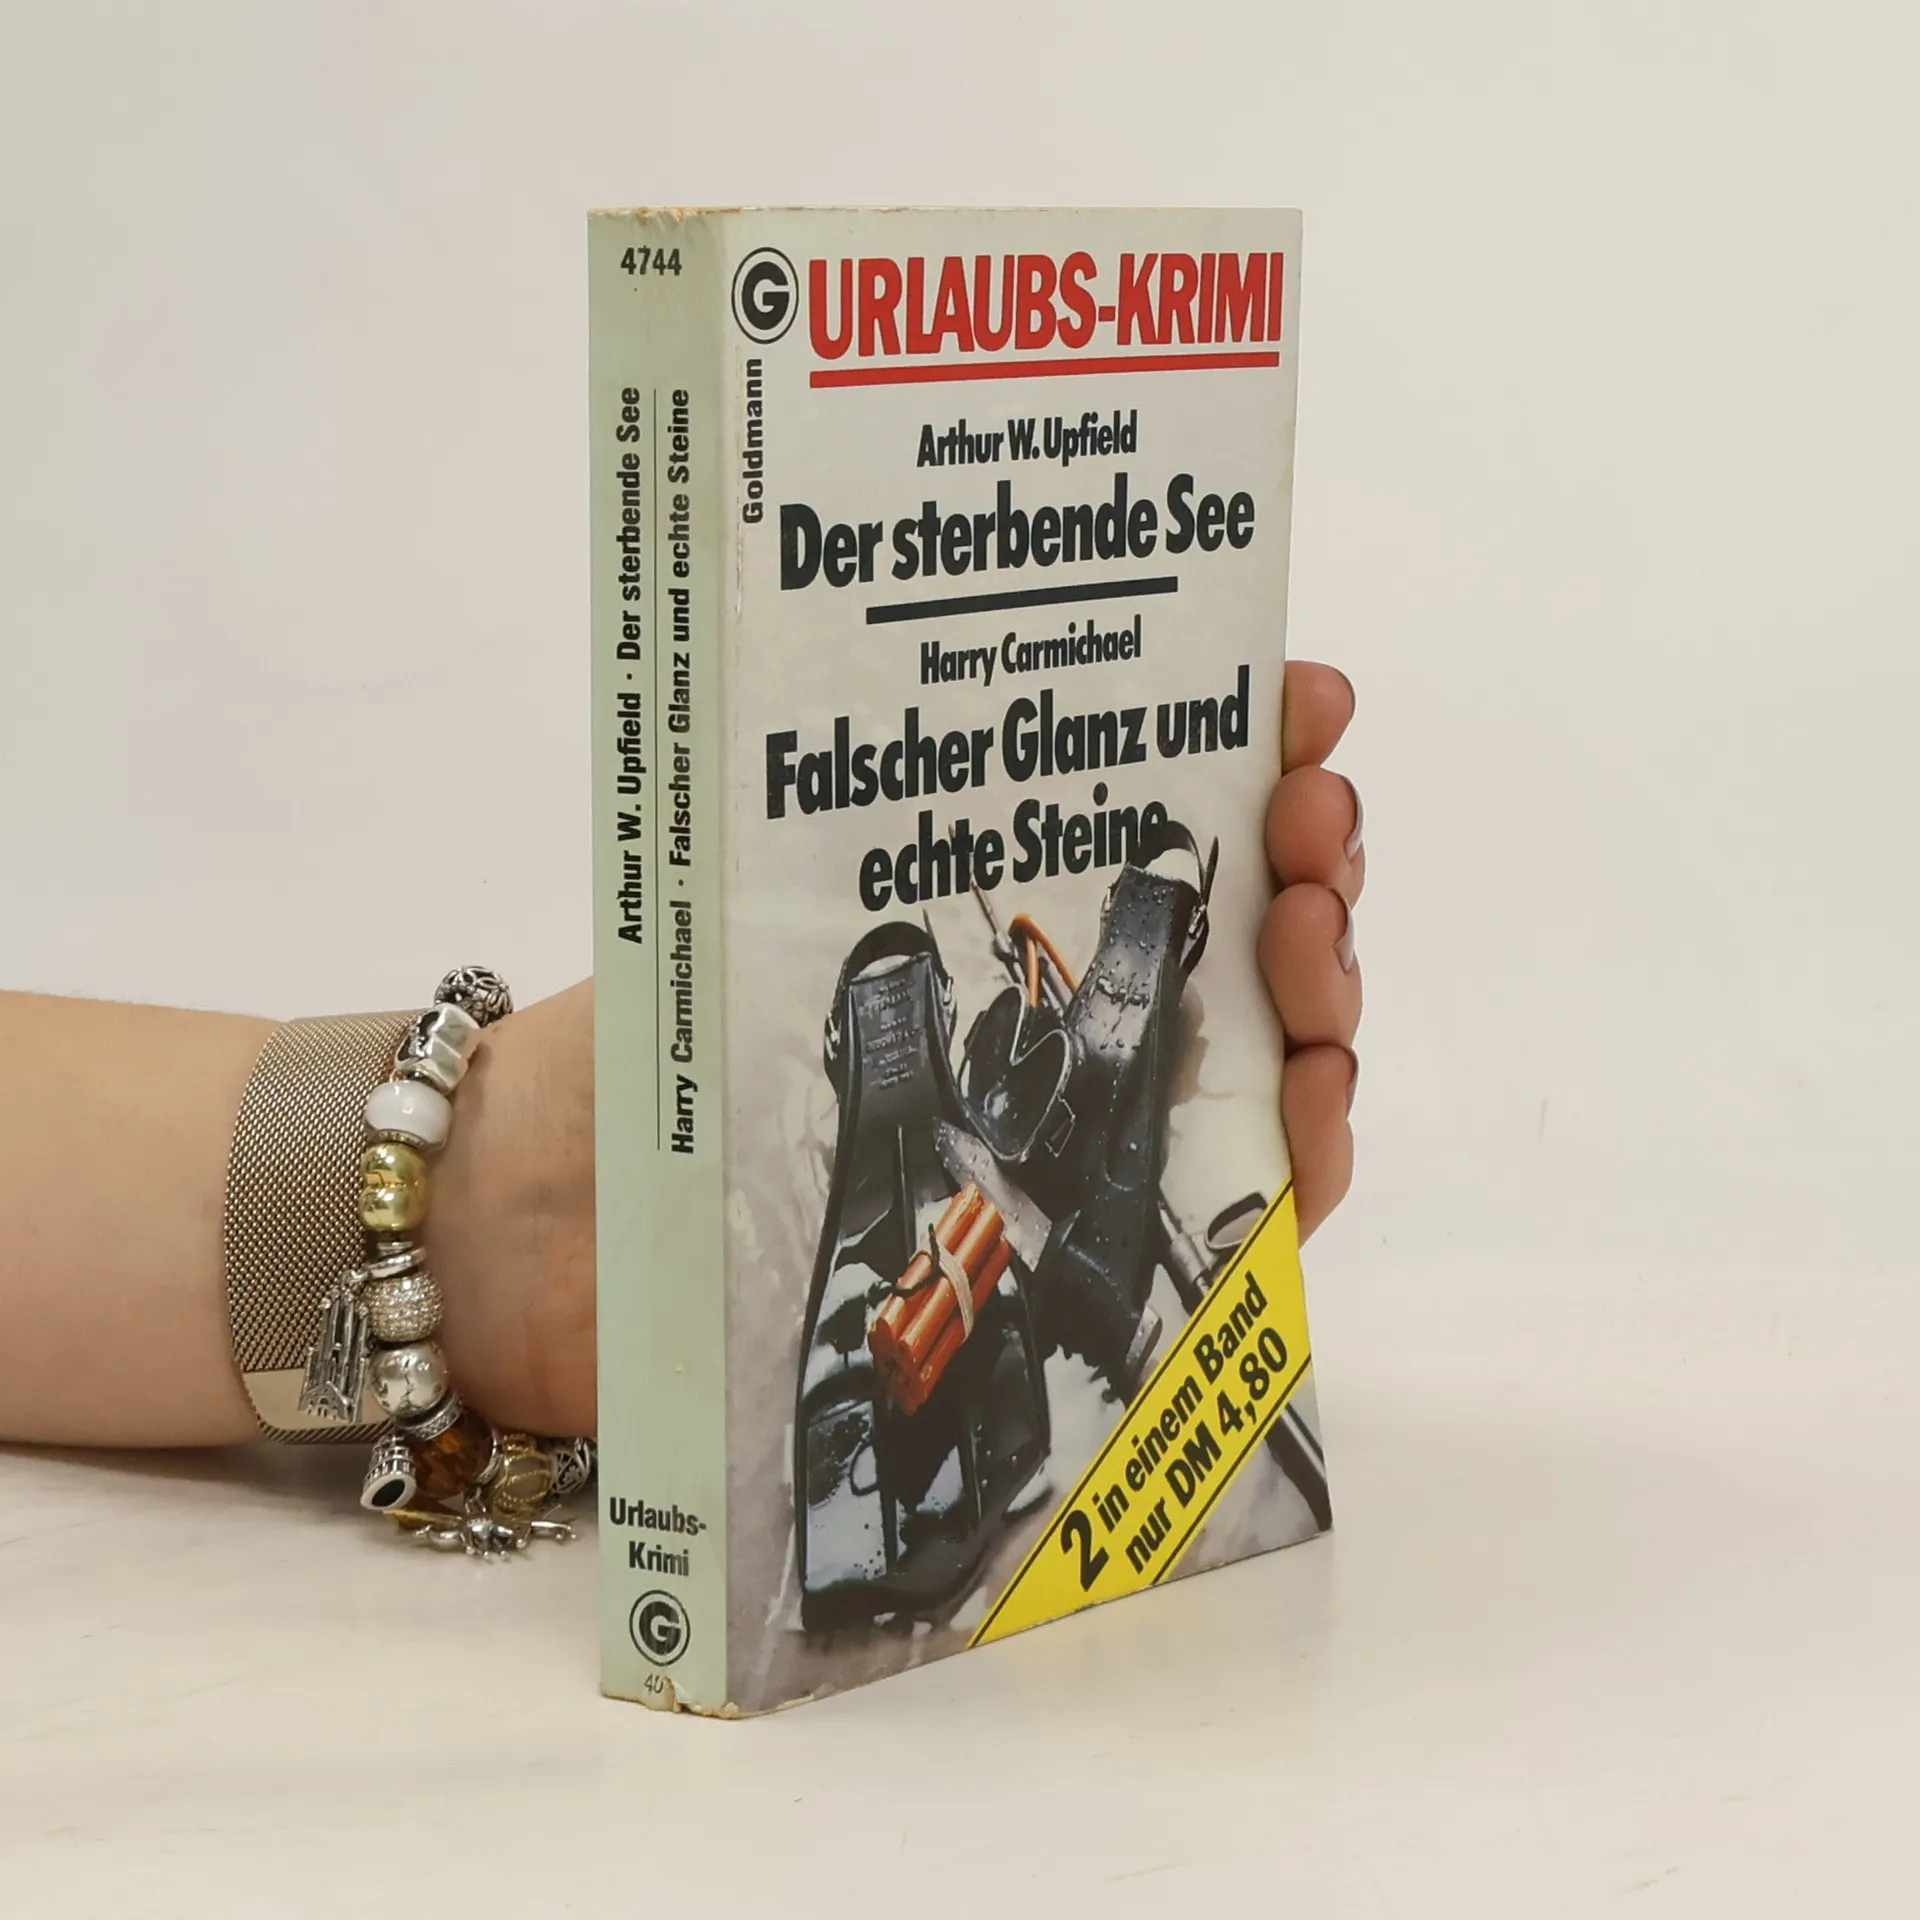 4744
Arthur W. Upfield · Der sterbende See
Harry Carmichael · Falscher Glanz und echte Steine
Urlaubs-
Krimi
G
G
Goldmann
URLAUBS-KRIMI
Arthur W. Upfield
Der sterbende See
Harry Carmichael
Falscher Glanz und
echte Steine
2 in einem Band
nur DM 4,80